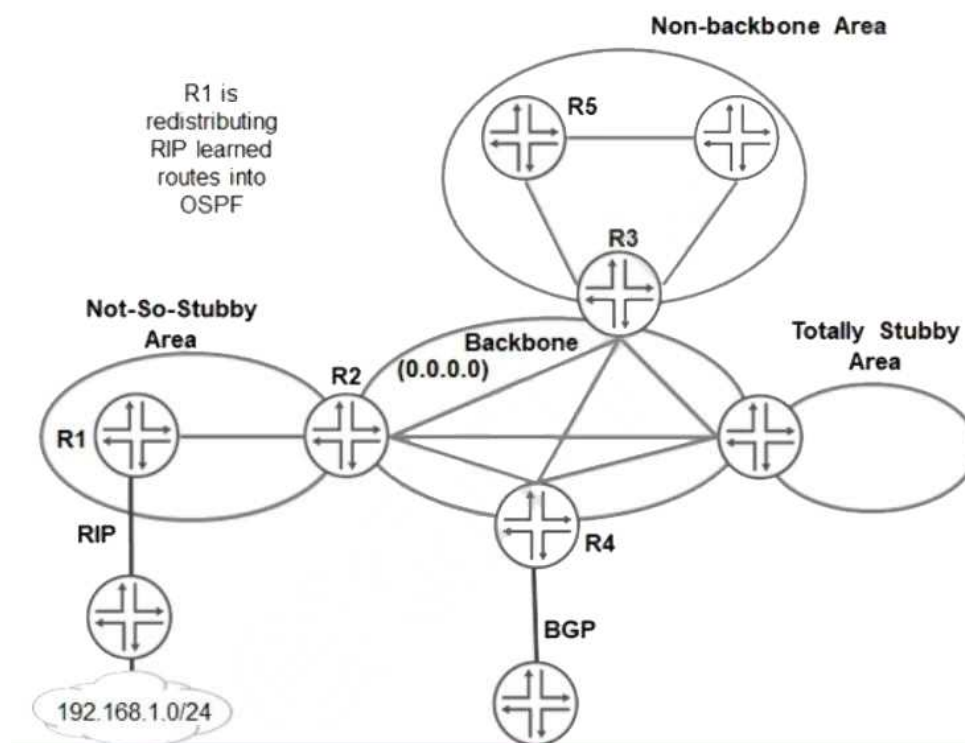 Non-backbone Area
R1 is
redistributing
RIP learned
routes into
OSPF
R5
R3
Not-So-Stubby
Area
Backbone
(0.0.0.0)
Totally Stubby
Area
R2
R1
RIP
R4
BGP
192.168.1.0/24